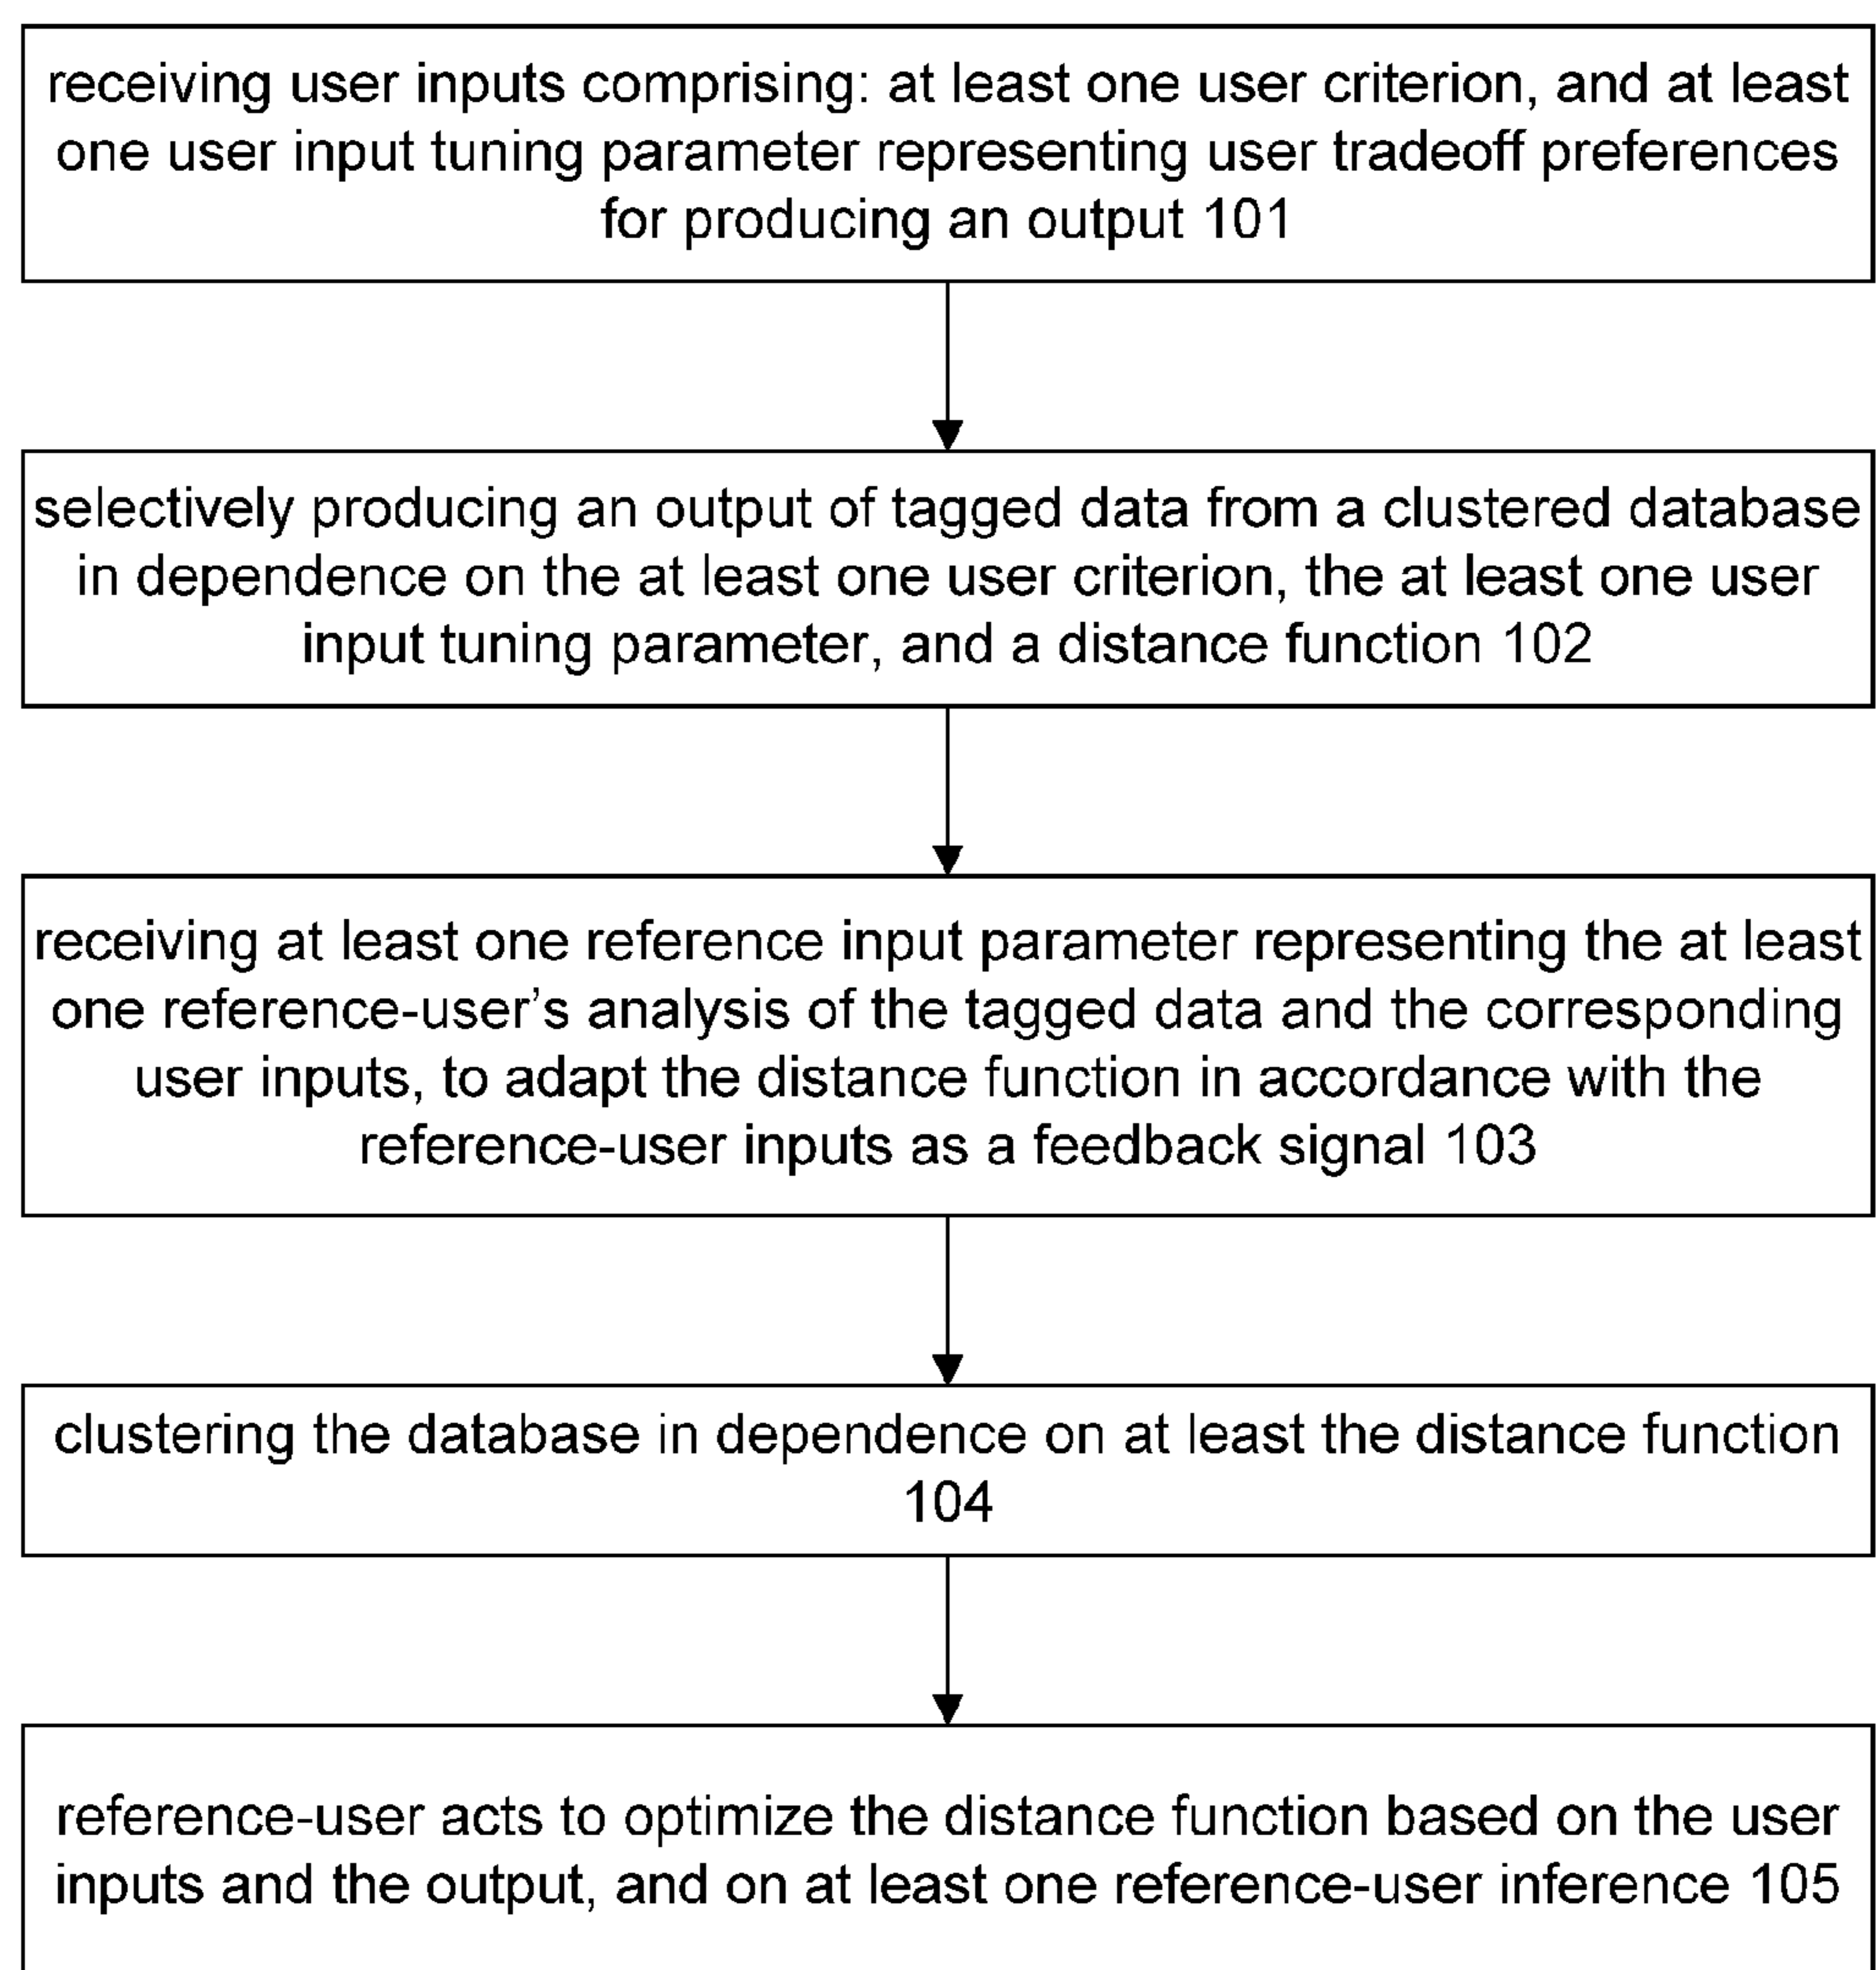 receiving user inputs comprising: at least one user criterion, and at least
one user input tuning parameter representing user tradeoff preferences
for producing an output 101
selectively producing an output of tagged data from a clustered database
in dependence on the at least one user criterion, the at least one user
input tuning parameter, and a distance function 102
receiving at least one reference input parameter representing the at least
one reference-user's analysis of the tagged data and the corresponding
user inputs, to adapt the distance function in accordance with the
reference-user inputs as a feedback signal 103
clustering the database in dependence on at least the distance function
104
reference-user acts to optimize the distance function based on the user
inputs and the output, and on at least one reference-user inference 105